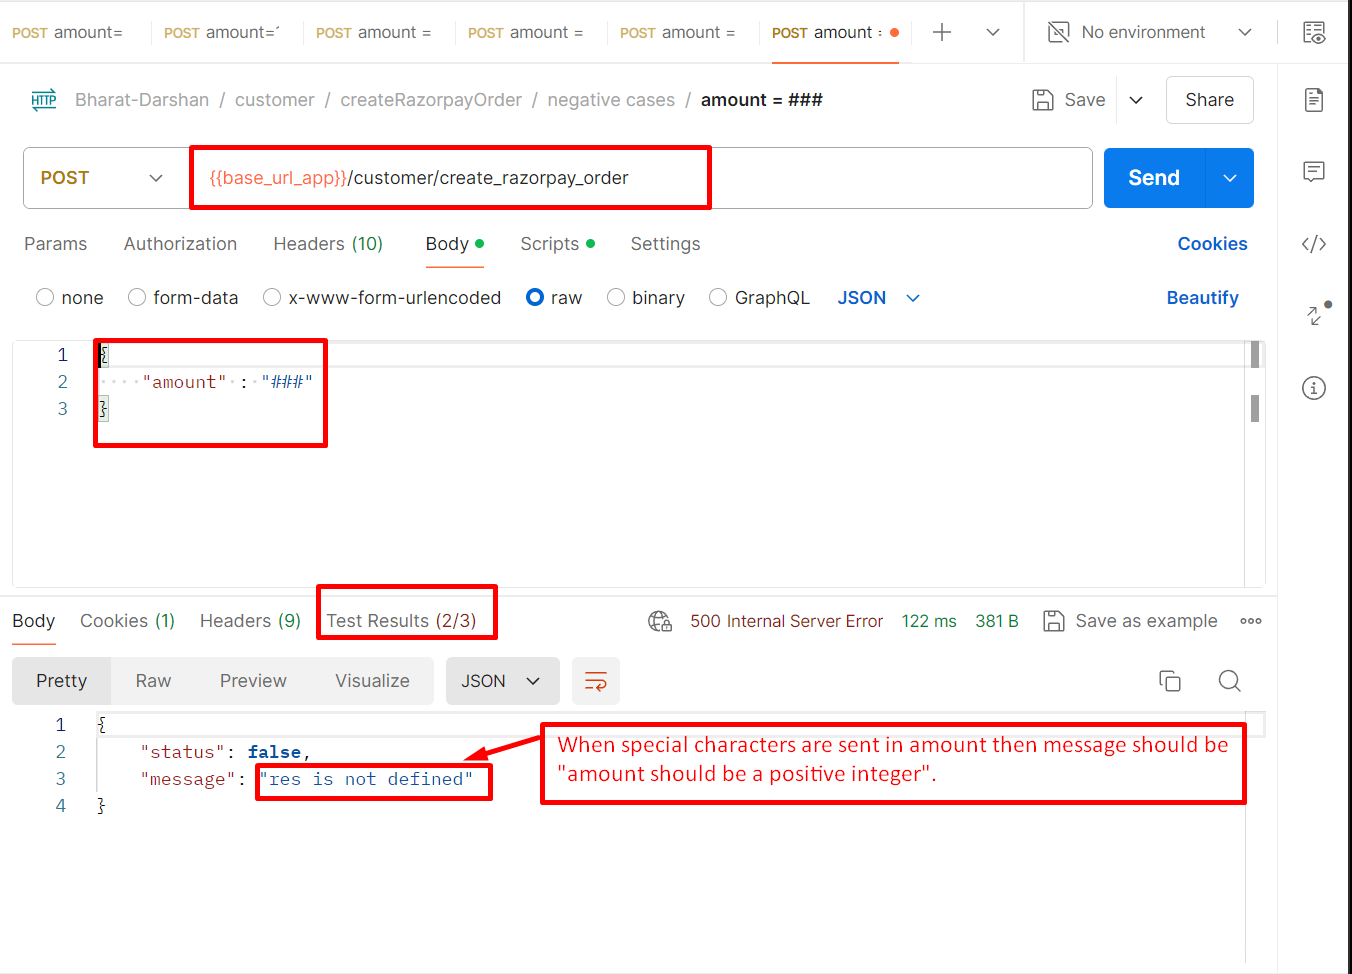 POST amount=
POST amount='
POST amount =
POST amount =
POST amount =
POST amount :
No environment
HTTP Bharat-Darshan / customer / createRazorpayOrder / negative cases / amount = ###
Save
Share
POST
{{base_url_app}}/customer/create_razorpay_order
Send
Params Authorization Headers (10) Body Scripts Settings
Cookies
none form-data x-www-form-urlencoded raw binary GraphQL JSON
Beautify
1 {
2 "amount" : "###"
3 }
Body Cookies (1) Headers (9) Test Results (2/3)
500 Internal Server Error 122 ms 381 B Save as example
Pretty Raw Preview Visualize JSON
1 {
2 "status": false,
3 "message": "res is not defined"
4 }
When special characters are sent in amount then message should be
"amount should be a positive integer".